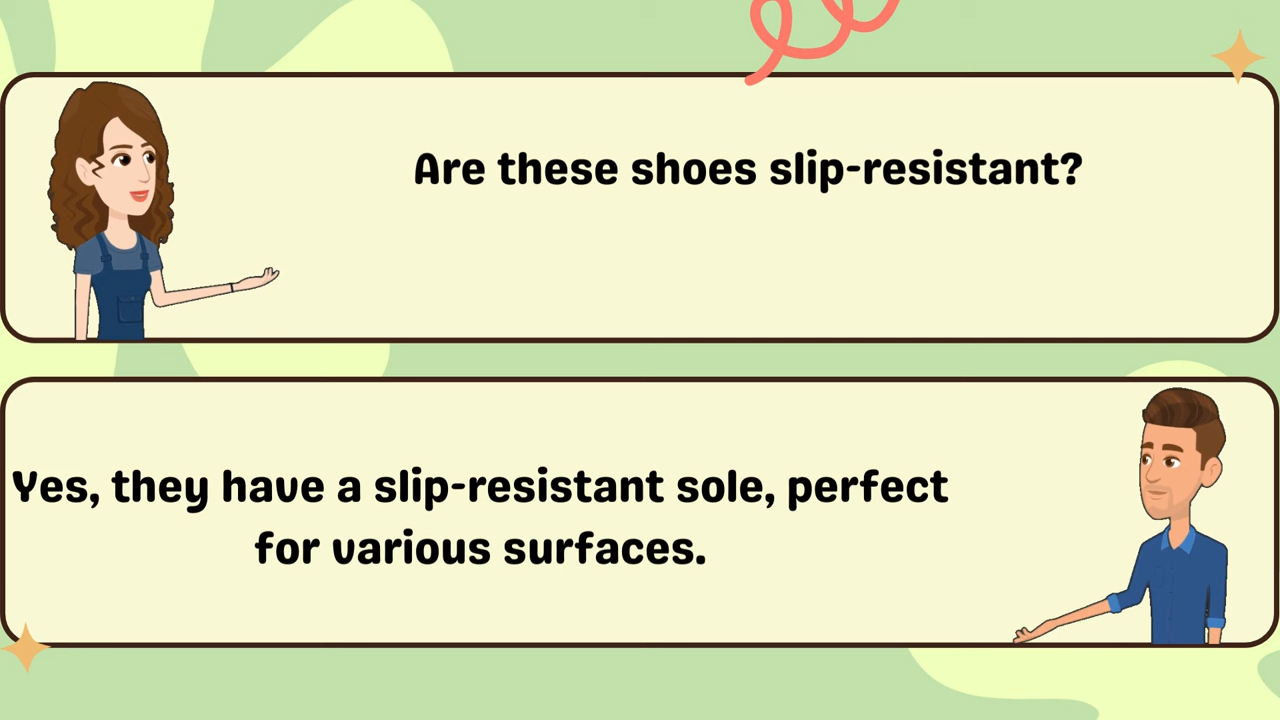 Are these shoes slip-resistant?
Yes, they have a slip-resistant sole, perfect
for various surfaces.